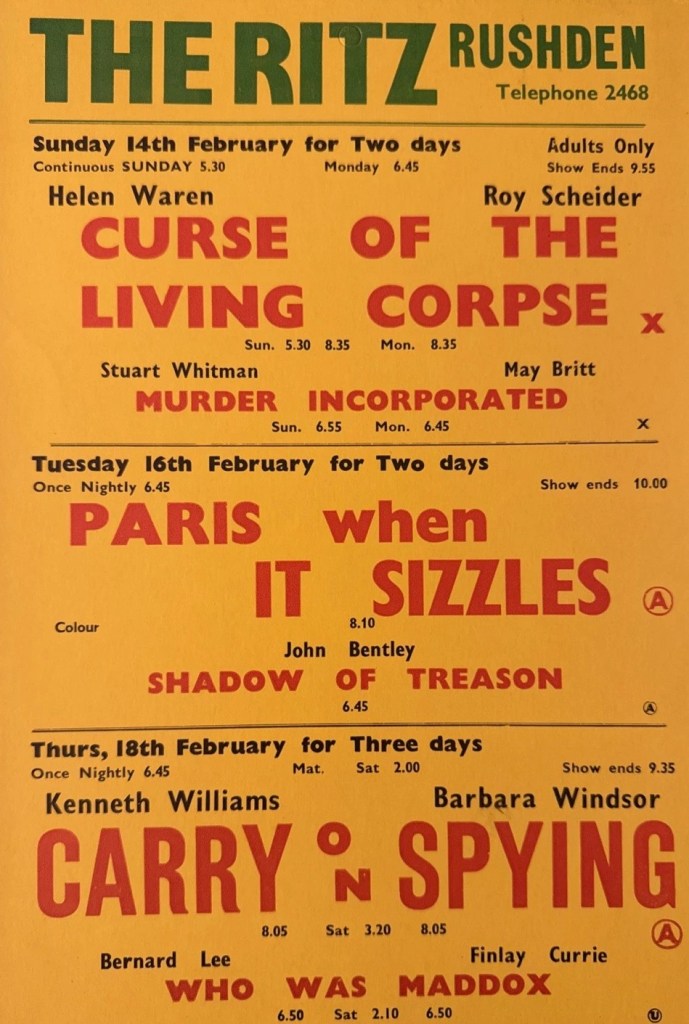 THE RITZ RUSHDEN
Telephone 2468
Sunday 14th February for Two days Adults Only
Continuous SUNDAY 5.30 Monday 6.45 Show Ends 9.55
Helen Waren Roy Scheider
CURSE OF THE
LIVING CORPSE X
Sun. 5.30 8.35 Mon. 8.35
Stuart Whitman May Britt
MURDER INCORPORATED
Sun. 6.55 Mon. 6.45 X
Tuesday 16th February for Two days
Once Nightly 6.45 Show ends 10.00
PARIS when
IT SIZZLES A
Colour 8.10
John Bentley
SHADOW OF TREASON
6.45 A
Thurs, 18th February for Three days
Once Nightly 6.45 Mat. Sat 2.00 Show ends 9.35
Kenneth Williams Barbara Windsor
CARRY ON SPYING
8.05 Sat 3.20 8.05 A
Bernard Lee Finlay Currie
WHO WAS MADDOX
6.50 Sat 2.10 6.50 U